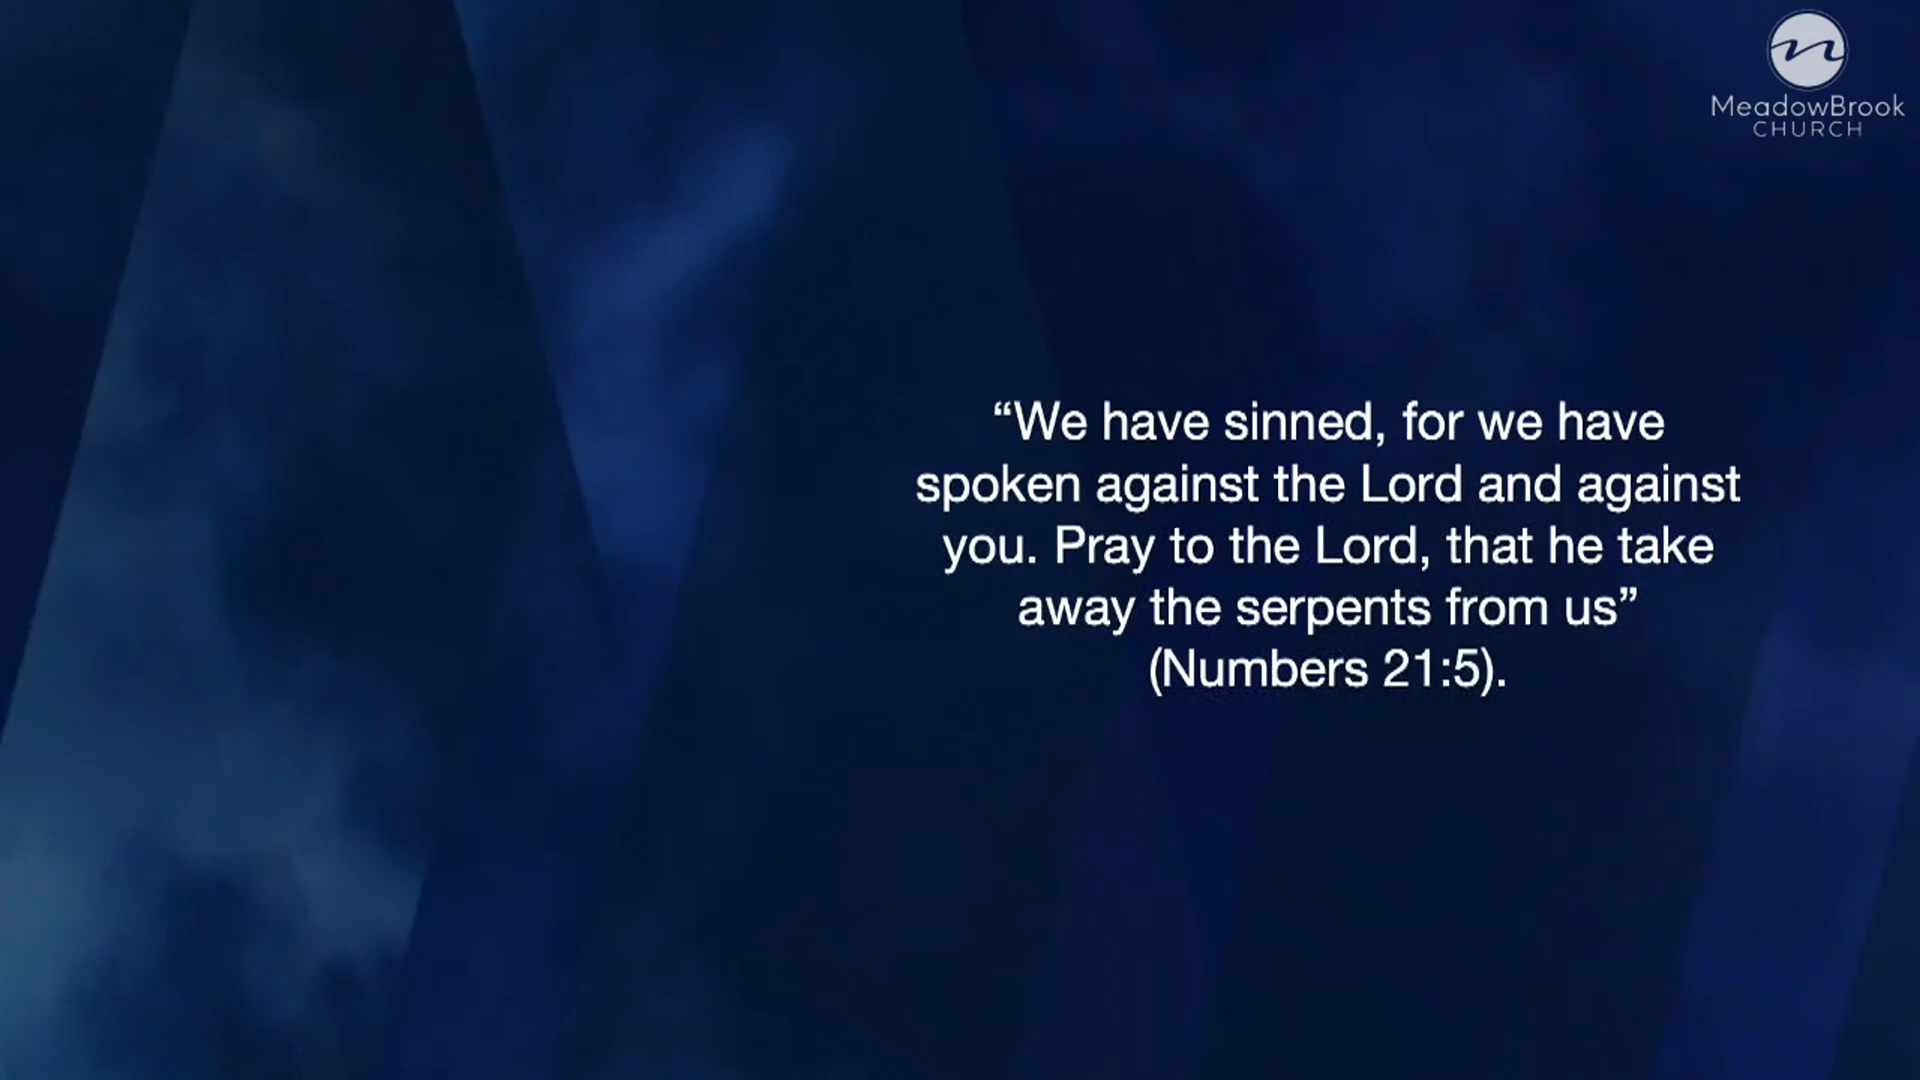 MeadowBrook
CHURCH
“We have sinned, for we have
spoken against the Lord and against
you. Pray to the Lord, that he take
away the serpents from us”
(Numbers 21:5).